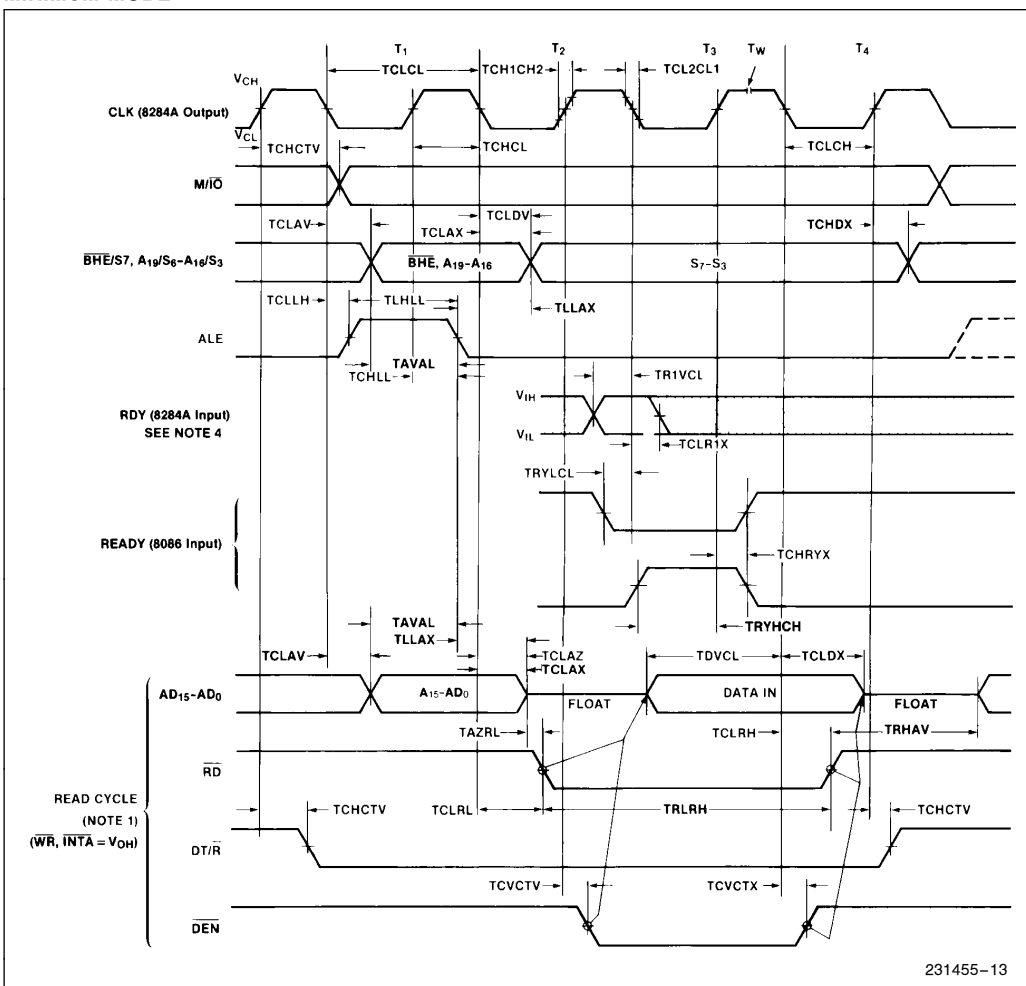 T1 T2 T3 TW T4
TCLCL TCH1CH2 TCL2CL1
VCH
CLK (8284A Output)
VCL
TCHCTV TCHCL TCLCH
M/IO
TCLDV
TCLAV TCLAX TCHDX
BHE/S7, A19/S6–A16/S3 BHE, A19–A16 S7–S3
TCLLH TLHLL TLLAX
ALE
TAVAL
TCHLL TR1VCL
VIH
RDY (8284A Input)
SEE NOTE 4
VIL
TCLR1X
TRYLCL
READY (8086 Input)
TCHRYX
TAVAL TRYHCH
TLLAX
TCLAV TCLAZ TDVCL TCLDX
TCLAX
AD15–AD0 A15–AD0 FLOAT DATA IN FLOAT
TAZRL TCLRH TRHAV
RD
READ CYCLE
(NOTE 1)
(WR, INTA = VOH)
TCHCTV TCLRL TRLRH TCHCTV
DT/R
TCVCTV TCVCTX
DEN
231455–13